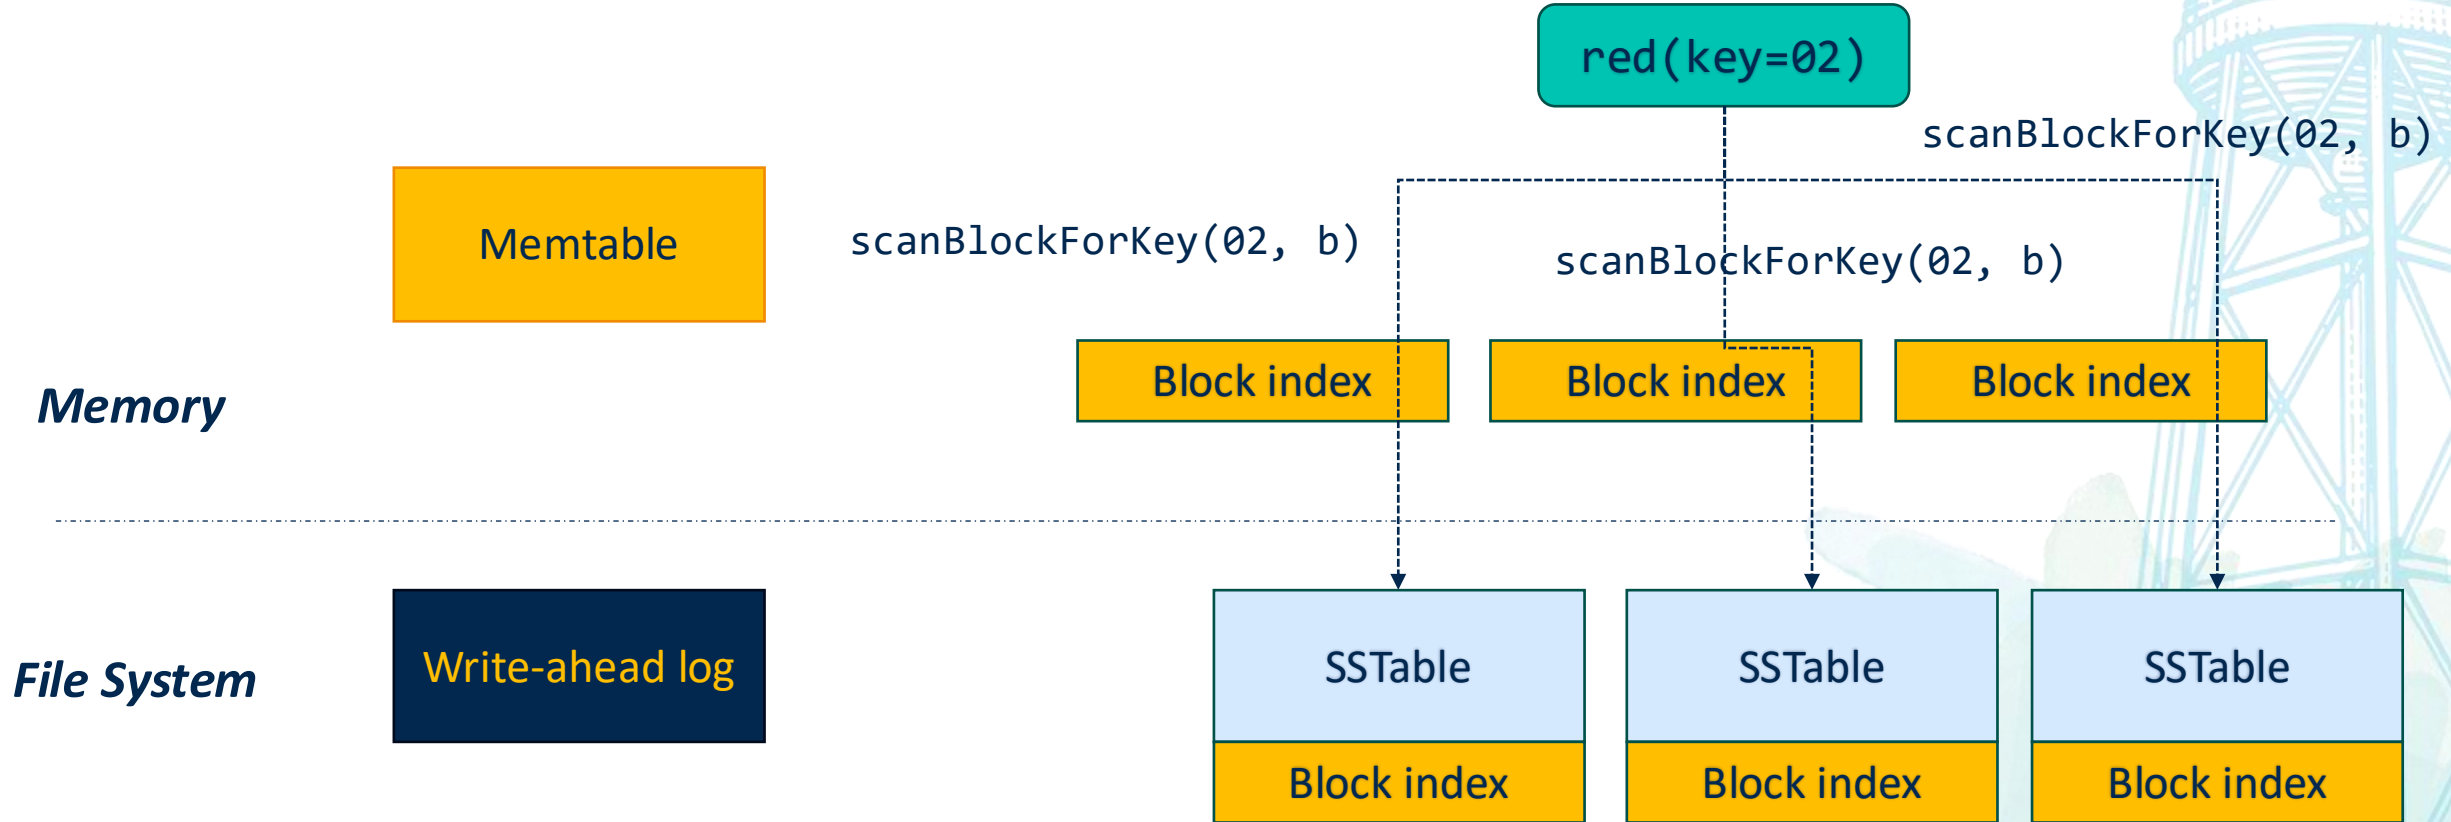 red(key=02)
scanBlockForKey(02, b)
Memtable
scanBlockForKey(02, b)
scanBlockForKey(02, b)
Block index
Block index
Block index
Memory
Write-ahead log
SSTable
SSTable
SSTable
File System
Block index
Block index
Block index